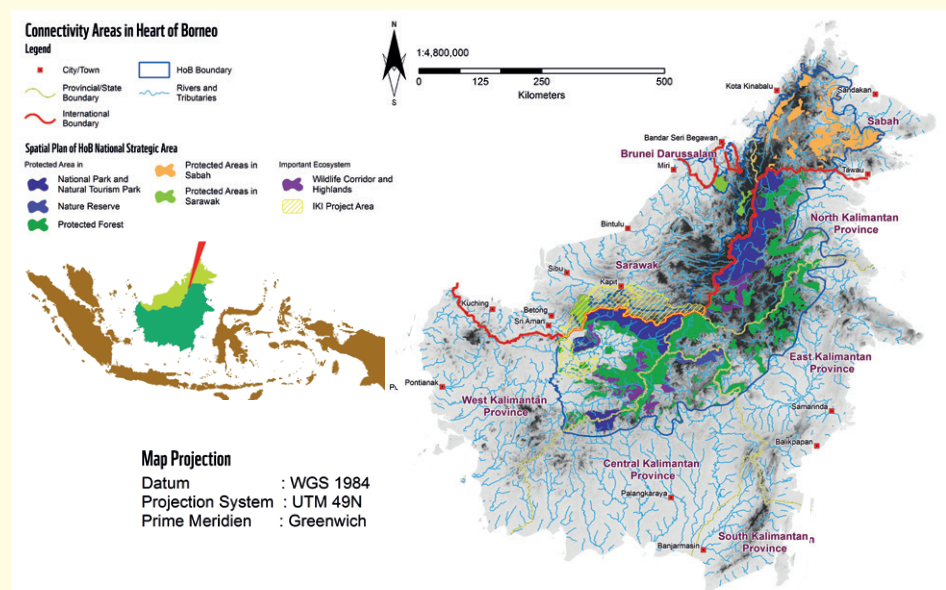 Connectivity Areas in Heart of Borneo
Legend
City/Town
HoB Boundary
Provincial/State
Boundary
Rivers and
Tributaries
International
Boundary
Spatial Plan of HoB National Strategic Area
Protected Area in
National Park and
Natural Tourism Park
Nature Reserve
Protected Forest
Protected Areas in
Sabah
Protected Areas in
Sarawak
Important Ecosystem
Wildlife Corridor and
Highlands
IKI Project Area
N
S
1:4,800,000
0 125 250 500
Kilometers
Kota Kinabalu
Sandakan
Sabah
Bandar Seri Begawan
Brunei Darussalam
Miri
Tawau
North Kalimantan
Province
Bintulu
Sarawak
Sibu
Kapit
Kuching
Betong
Sri Aman
East Kalimantan
Province
Pontianak
West Kalimantan
Province
Samarinda
Balikpapan
Central Kalimantan
Province
Palangkaraya
South Kalimantan
Province
Banjarmasin
Map Projection
Datum : WGS 1984
Projection System : UTM 49N
Prime Meridien : Greenwich